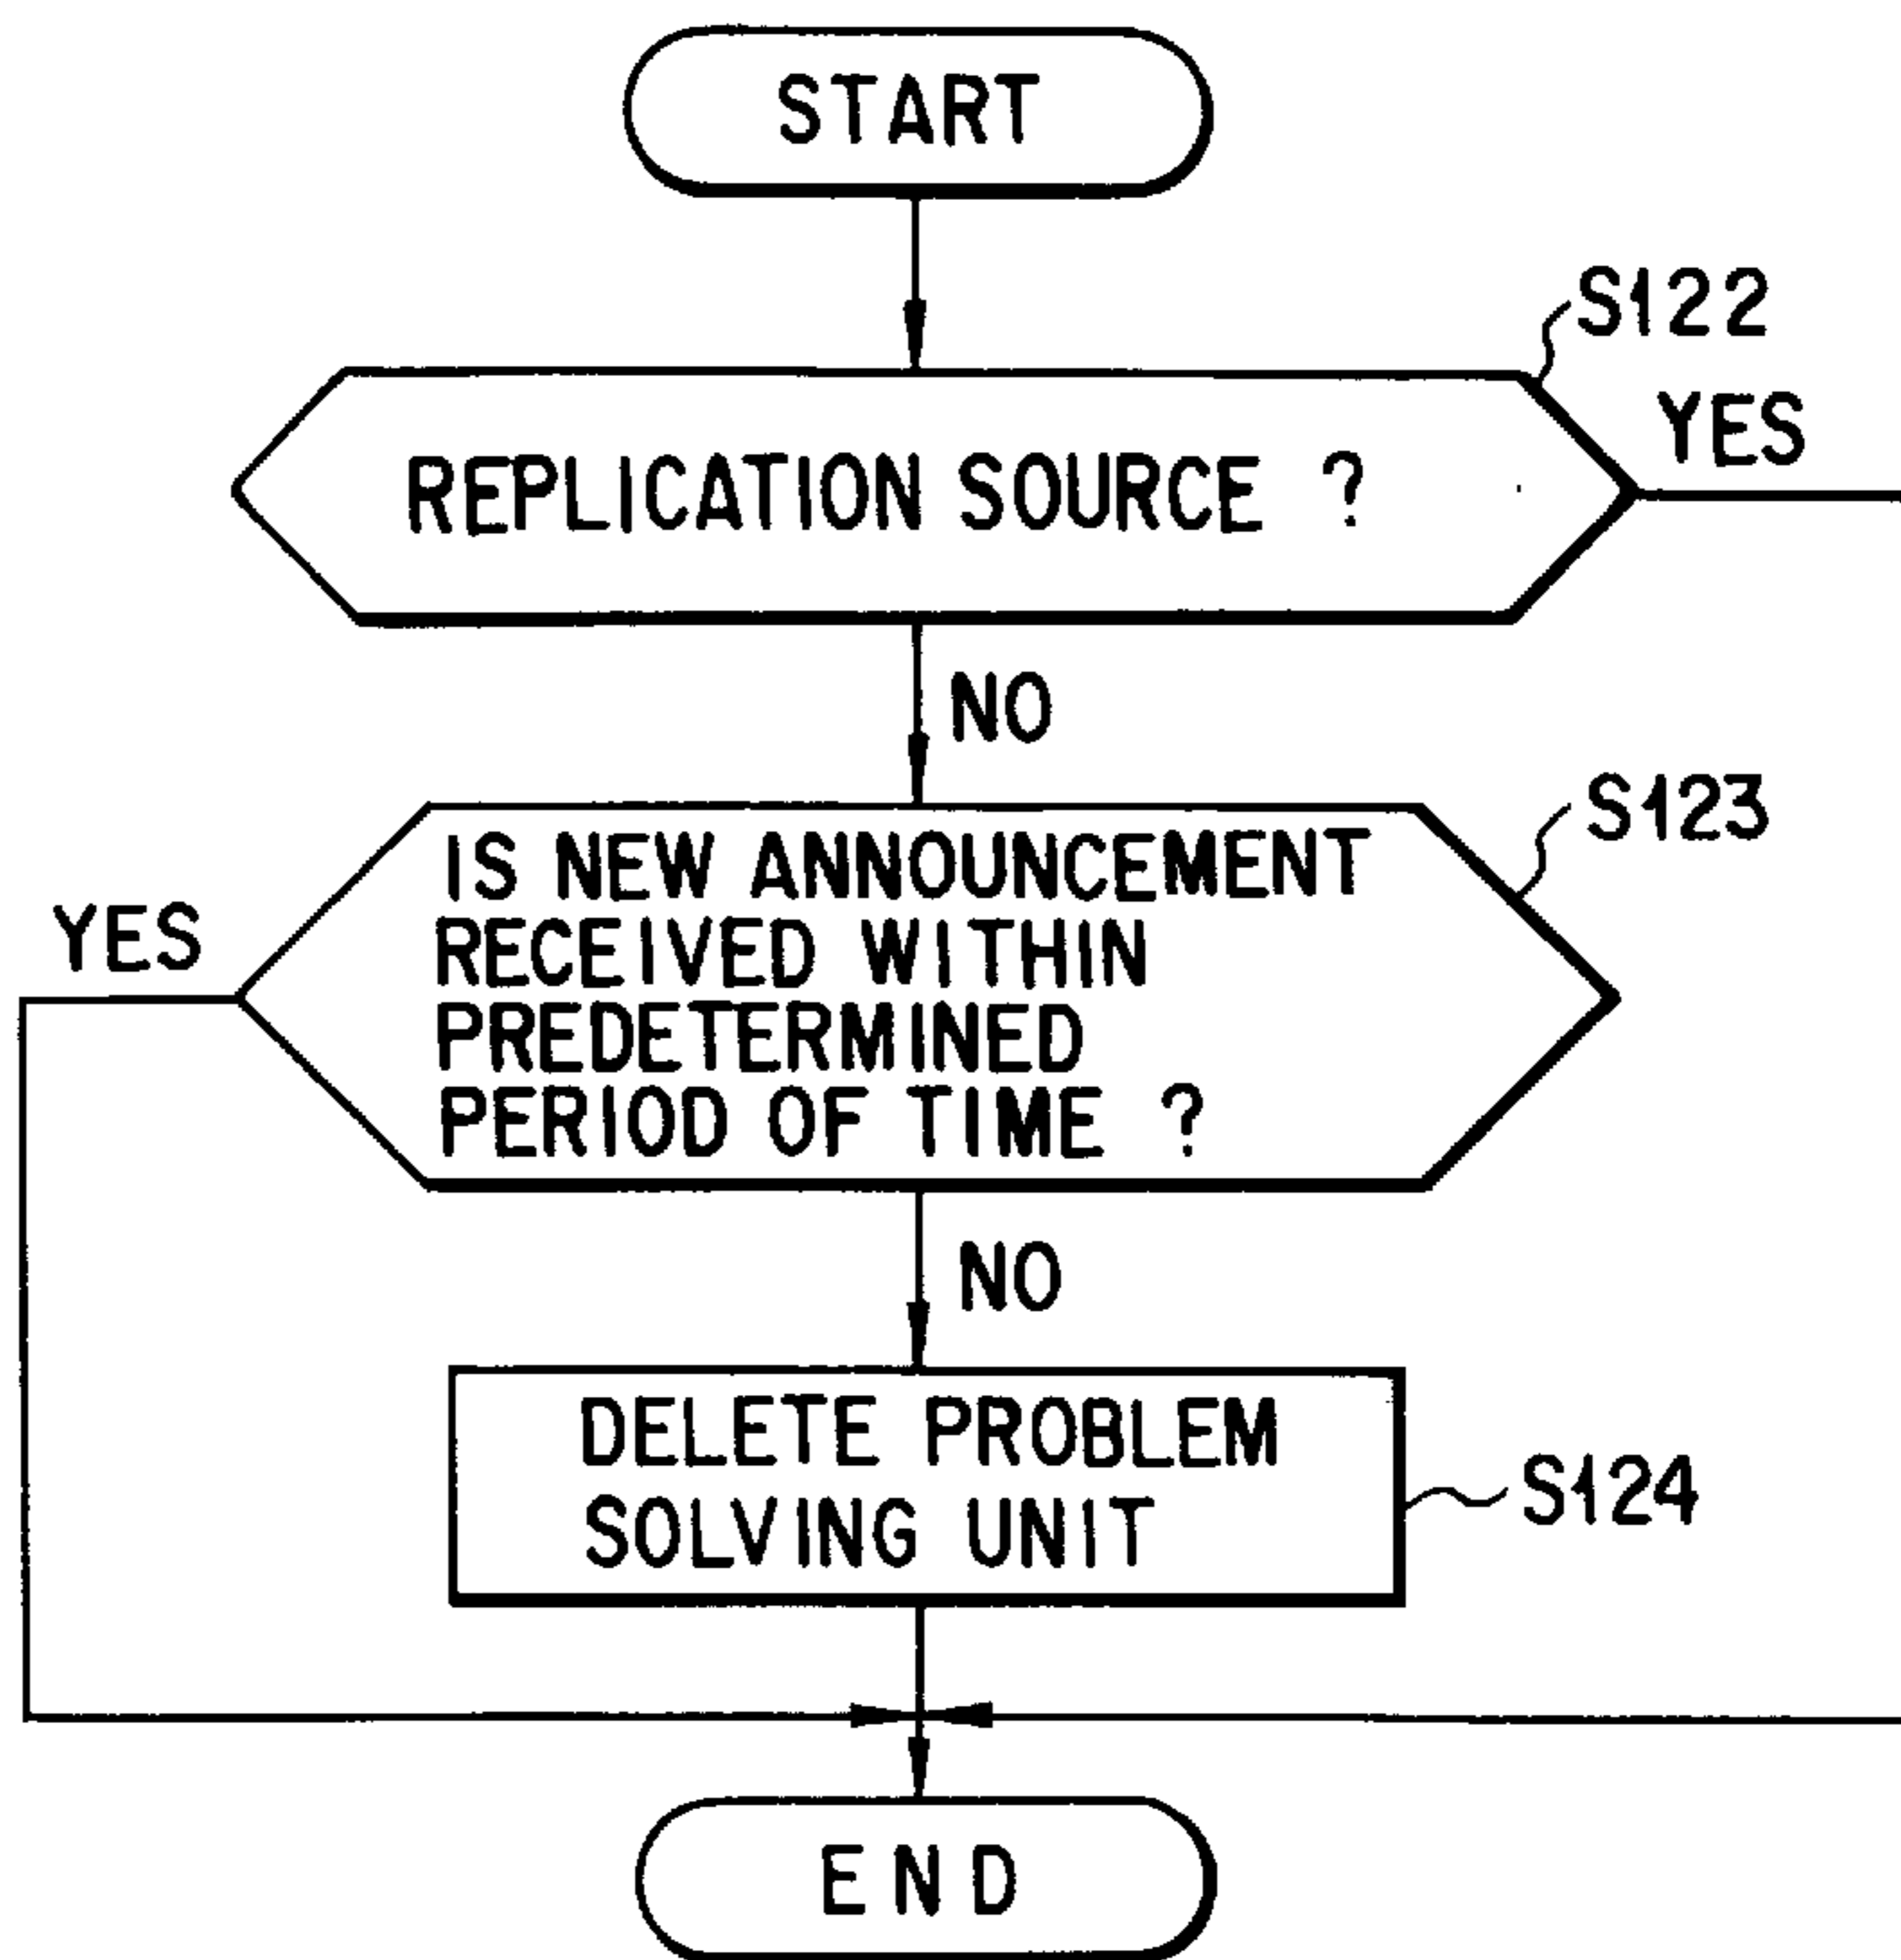 START
S122
YES
REPLICATION SOURCE ?
NO
S123
IS NEW ANNOUNCEMENT
RECEIVED WITHIN
PREDETERMINED
PERIOD OF TIME ?
YES
NO
DELETE PROBLEM
SOLVING UNIT
S124
END